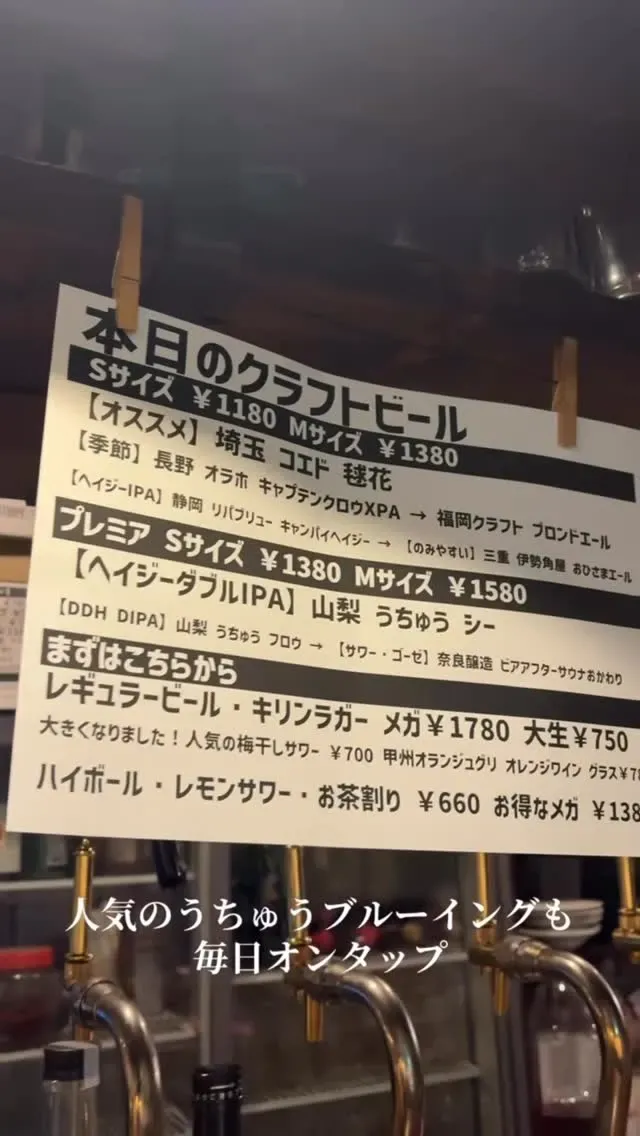 本日のクラフトビール
Sサイズ ¥1180 Mサイズ ¥1380
【オススメ】埼玉 コエド 毬花
【季節】長野 オラホ キャプテンクロウXPA → 福岡クラフト ブロンドエール
【ヘイジーIPA】静岡 リパブリュー キャンパイヘイジー → 【のみやすい】三重 伊勢角屋 おひさまエール
プレミア Sサイズ ¥1380 Mサイズ ¥1580
【ヘイジーダブルIPA】山梨 うちゅう シー
【DDH DIPA】山梨 うちゅう フロウ → 【サワー・ゴーゼ】奈良醸造 ビアアフターサウナおかわり
まずはこちらから
レギュラービール・キリンラガー メガ¥1780 大生¥750
大きくなりました！人気の梅干しサワー ¥700 甲州オランジュグリ オレンジワイン グラス
ハイボール・レモンサワー・お茶割り ¥660 お得なメガ
人気のうちゅうブルーイングも
毎日オンタップ